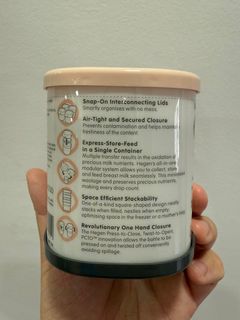 Snap-On Interconnecting Lids
Smartly organises with no mess.
Air-Tight and Secured Closure
Prevents contamination and helps maintain
freshness of the content.
Express-Store-Feed
in a Single Container
Multiple transfer results in the oxidation of
precious milk nutrients. Hegen's all-in-one
modular system allows you to collect, store
and feed breast milk seamlessly. This
wastage and preserves precious nutrients,
making every drop count.
Space Efficient Stackability
One-of-a-kind square-shaped design neatly
stacks when filled, nestles when empty,
optimising space in the freezer or a mother's
Revolutionary One Hand Closure
The Hegen Press-to-Close, Twist-to-Open,
PCTO™ innovation allows the bottle to be
pressed on and twisted off conveniently
avoiding spillage.